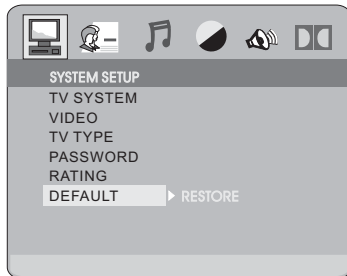 SYSTEM SETUP
TV SYSTEM
VIDEO
TV TYPE
PASSWORD
RATING
DEFAULT RESTORE